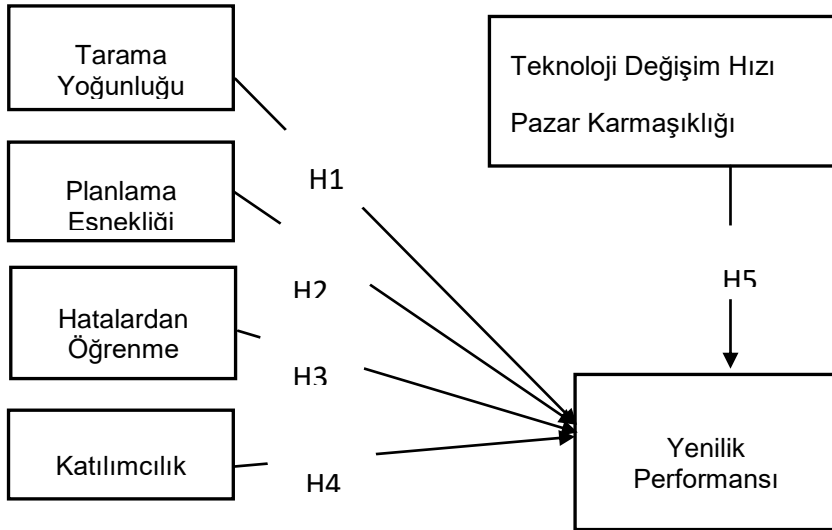 Tarama
Yoğunluğu
Teknoloji Değişim Hızı
Pazar Karmaşıklığı
H1
Planlama
Esnekliği
H2
H5
Hatalardan
Öğrenme
H3
Katılımcılık
H4
Yenilik
Performansı